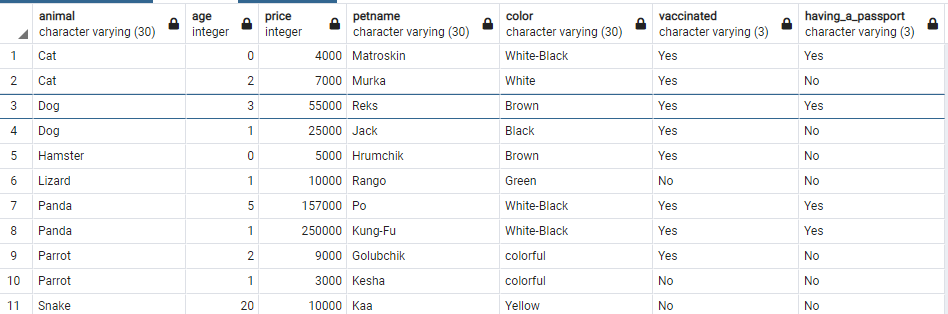 animal age price petname color vaccinated having_a_passport
character varying (30) integer integer character varying (30) character varying (30) character varying (3) character varying (3)
1 Cat 0 4000 Matroskin White-Black Yes Yes
2 Cat 2 7000 Murka White Yes No
3 Dog 3 55000 Reks Brown Yes Yes
4 Dog 1 25000 Jack Black Yes No
5 Hamster 0 5000 Hrumchik Brown Yes No
6 Lizard 1 10000 Rango Green No No
7 Panda 5 157000 Po White-Black Yes Yes
8 Panda 1 250000 Kung-Fu White-Black Yes Yes
9 Parrot 2 9000 Golubchik colorful Yes No
10 Parrot 1 3000 Kesha colorful No No
11 Snake 20 10000 Kaa Yellow No No